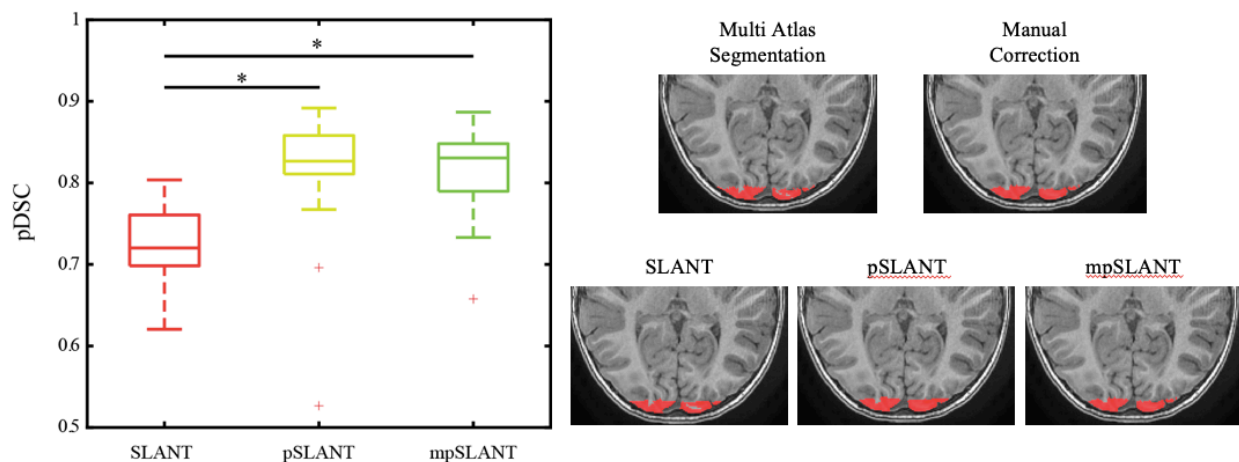 1
0.9
0.8
0.7
0.6
0.5
pDSC
*
*
SLANT
pSLANT
mpSLANT
Multi Atlas
Segmentation
Manual
Correction
SLANT
pSLANT
mpSLANT